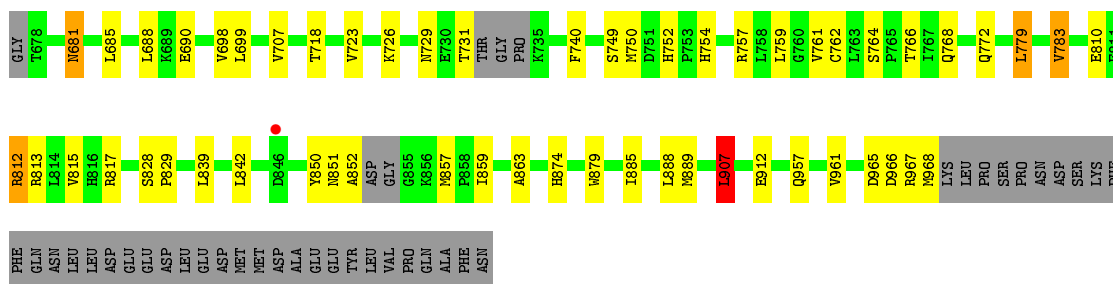 GLY T678 N681 L685 L688 K689 E690 V698 L699 V707 T718 V723 K726 N729 E730 T731 THR GLY PRO K735 F740 S749 M750 D751 H752 P753 H754 R757 L758 L759 G760 V761 C762 L763 S764 P765 T766 I767 Q768 Q772 L779 V783 E810
R812 R813 L814 V815 H816 R817 S828 P829 L839 L842 D846 Y850 N851 A852 ASP GLY G855 K856 M857 P858 I859 A863 H874 W879 I885 L888 M889 L907 E912 Q957 V961 D965 D966 R967 M968 LYS LEU PRO SER PRO ASN ASP SER LYS
PHE GLN ASN LEU LEU ASP GLU GLU ASP LEU GLU ASP MET MET ASP ALA GLU GLU TYR LEU VAL PRO GLN ALA PHE ASN